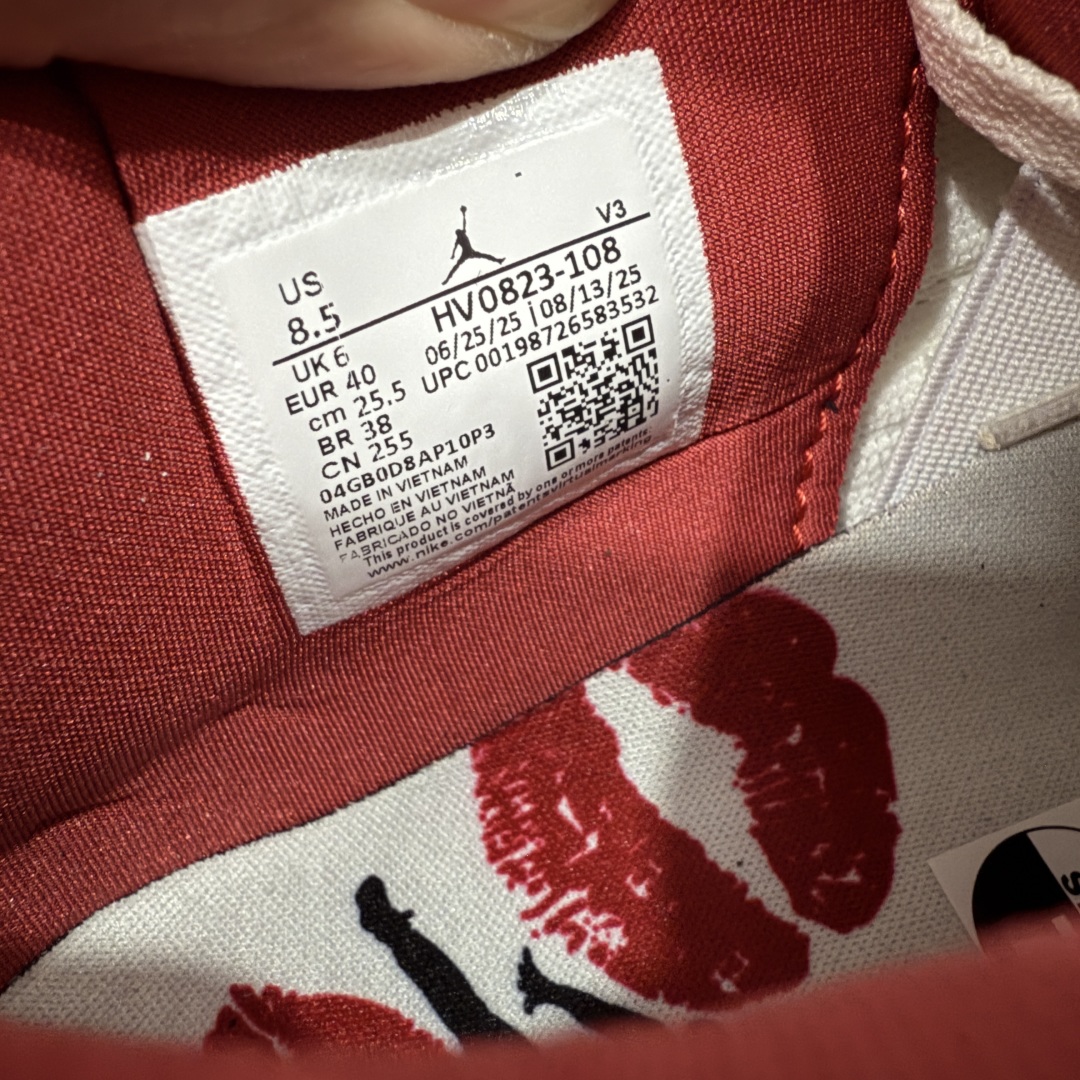 V3
US
8.5
HV0823-108
06/25/25 | 08/13/25
UPC 00198726583532
UK 6
EUR 40
cm 25.5
BR 38
CN 255
04GB0D8AP10P3
MADE IN VIETNAM
HECHO EN VIETNAM
FABRIQUE AU VIETNAM
FABRICADO NO VIETNÃ
This product is covered by one or more patents
www.nike.com/patentsvirtualmarking